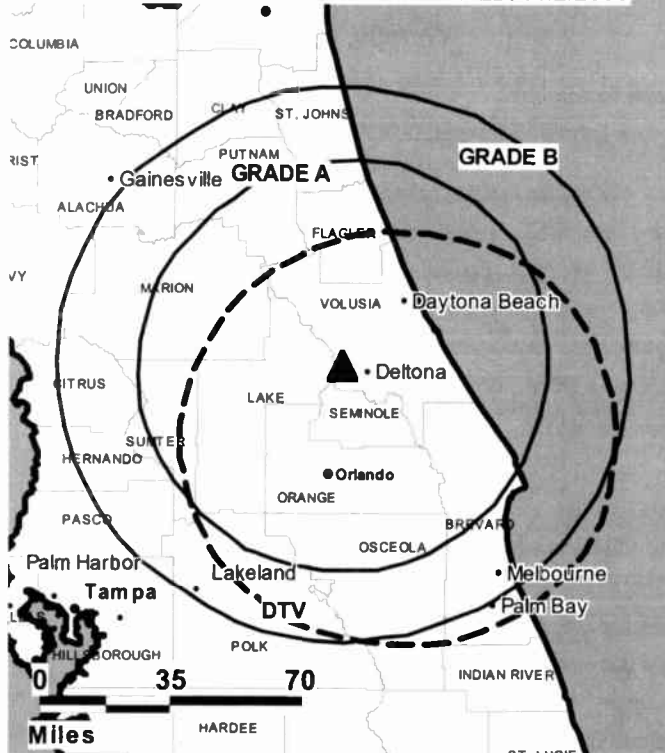 COLUMBIA
UNION
BRADFORD
CLAY
ST. JOHNS
PUTNAM
GRADE B
GRADE A
Gainesville
ALACHUA
FLAGLER
MARION
VOLUSIA
Daytona Beach
Deltona
CITRUS
LAKE
SEMINOLE
SUMTER
HERNANDO
Orlando
ORANGE
PASCO
BREVARD
OSCEOLA
Palm Harbor
Lakeland
Melbourne
Tampa
DTV
Palm Bay
POLK
HILLSBOROUGH
INDIAN RIVER
0 35 70
Miles
HARDEE